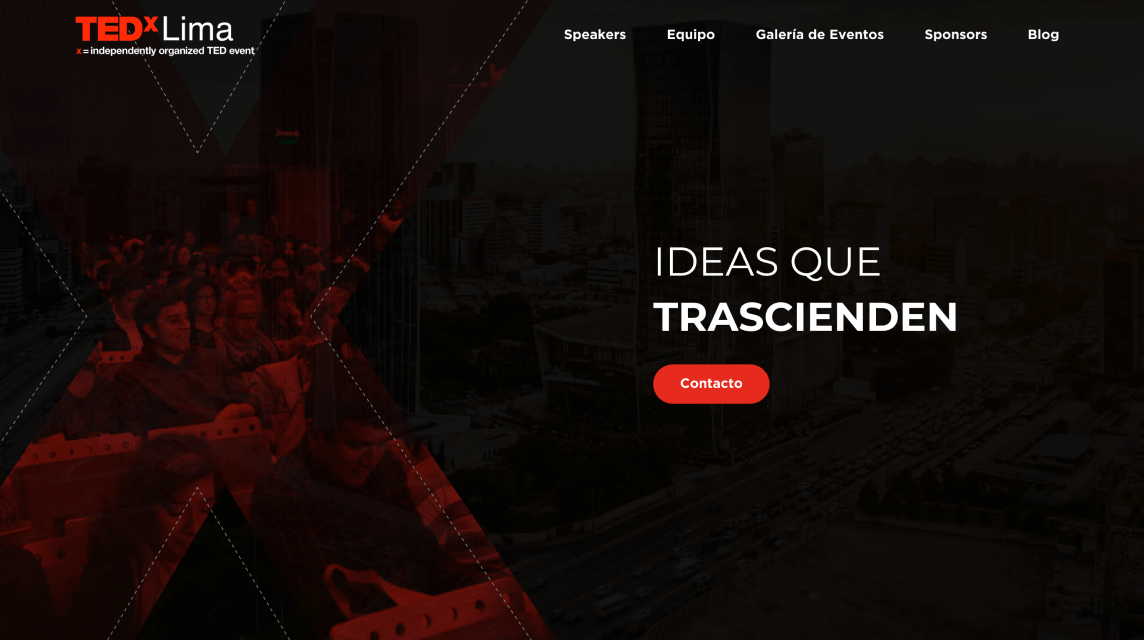 TEDxLima
x = independently organized TED event
Speakers Equipo Galería de Eventos Sponsors Blog
IDEAS QUE
TRASCIENDEN
Contacto